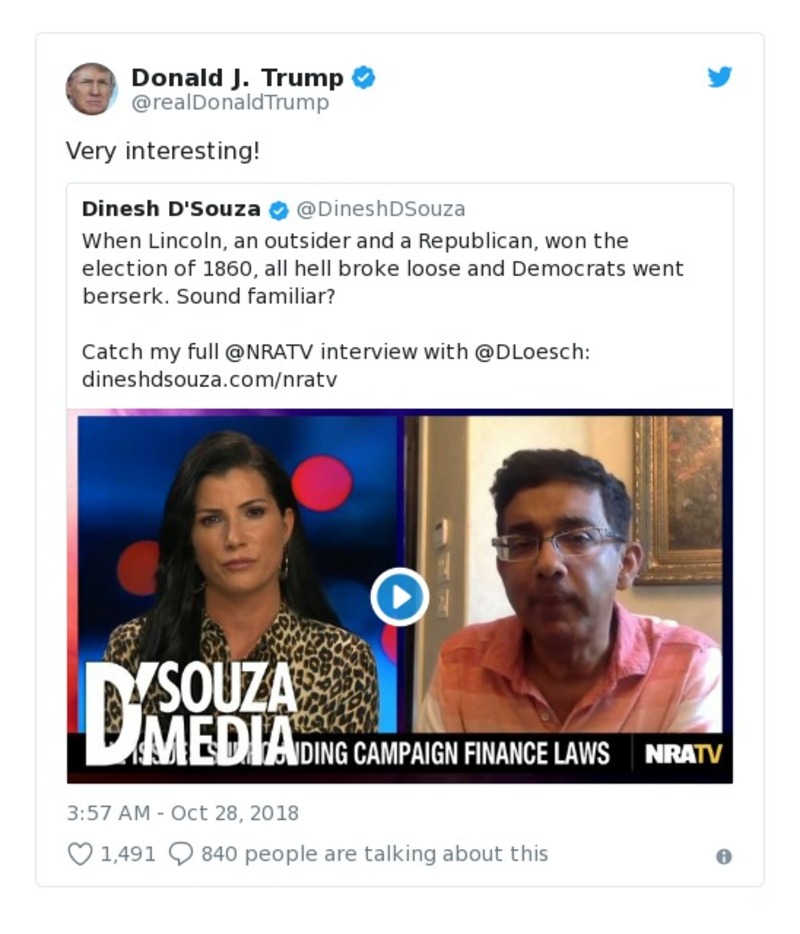 Donald J. Trump
@realDonaldTrump
Very interesting!
Dinesh D'Souza @DineshDSouza
When Lincoln, an outsider and a Republican, won the
election of 1860, all hell broke loose and Democrats went
berserk. Sound familiar?
Catch my full @NRATV interview with @DLoesch:
dineshdsouza.com/nratv
D'SOUZA
MEDIA
CAMPAIGN FINANCE LAWS NRATV
3:57 AM - Oct 28, 2018
1,491 840 people are talking about this